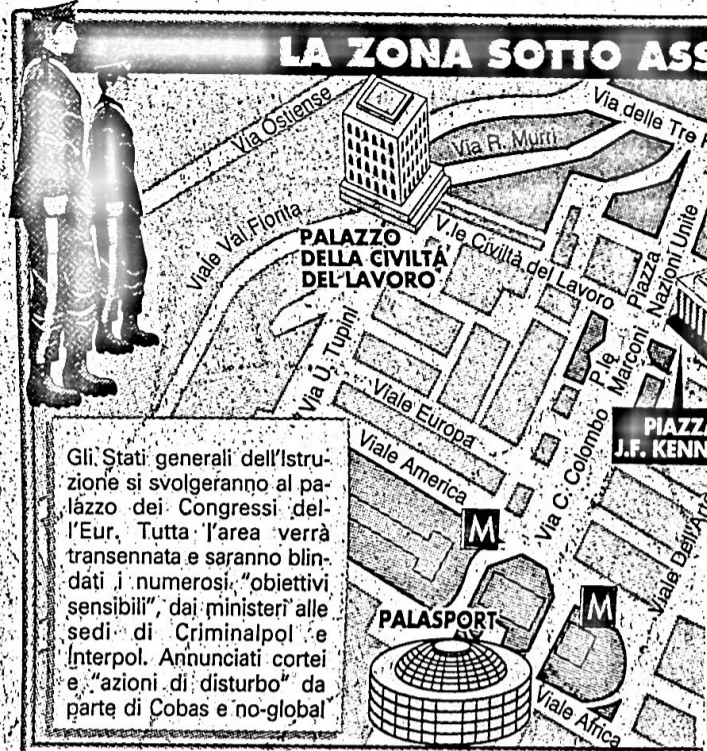 LA ZONA SOTTO ASS
Via Ostiense
Via R. Murri
Via delle Tre F
Viale Val Fiorita
PALAZZO
DELLA CIVILTÀ
DEL LAVORO
V.le Civiltà del Lavoro
Piazza
Nazioni Unite
Via U. Tupini
P.le
Marconi
Viale Europa
PIAZZA
J.F. KENN
Viale America
Via C. Colombo
Viale Dell'Arte
M
M
Gli Stati generali dell'Istru-
zione si svolgeranno al pa-
lazzo dei Congressi del-
l'Eur. Tutta l'area verrà
transennata e saranno blin-
dati i numerosi "obiettivi
sensibili", dai ministeri alle
sedi di Criminalpol e
Interpol. Annunciati cortei
e "azioni di disturbo" da
parte di Cobas e no-global
PALASPORT
Viale Africa